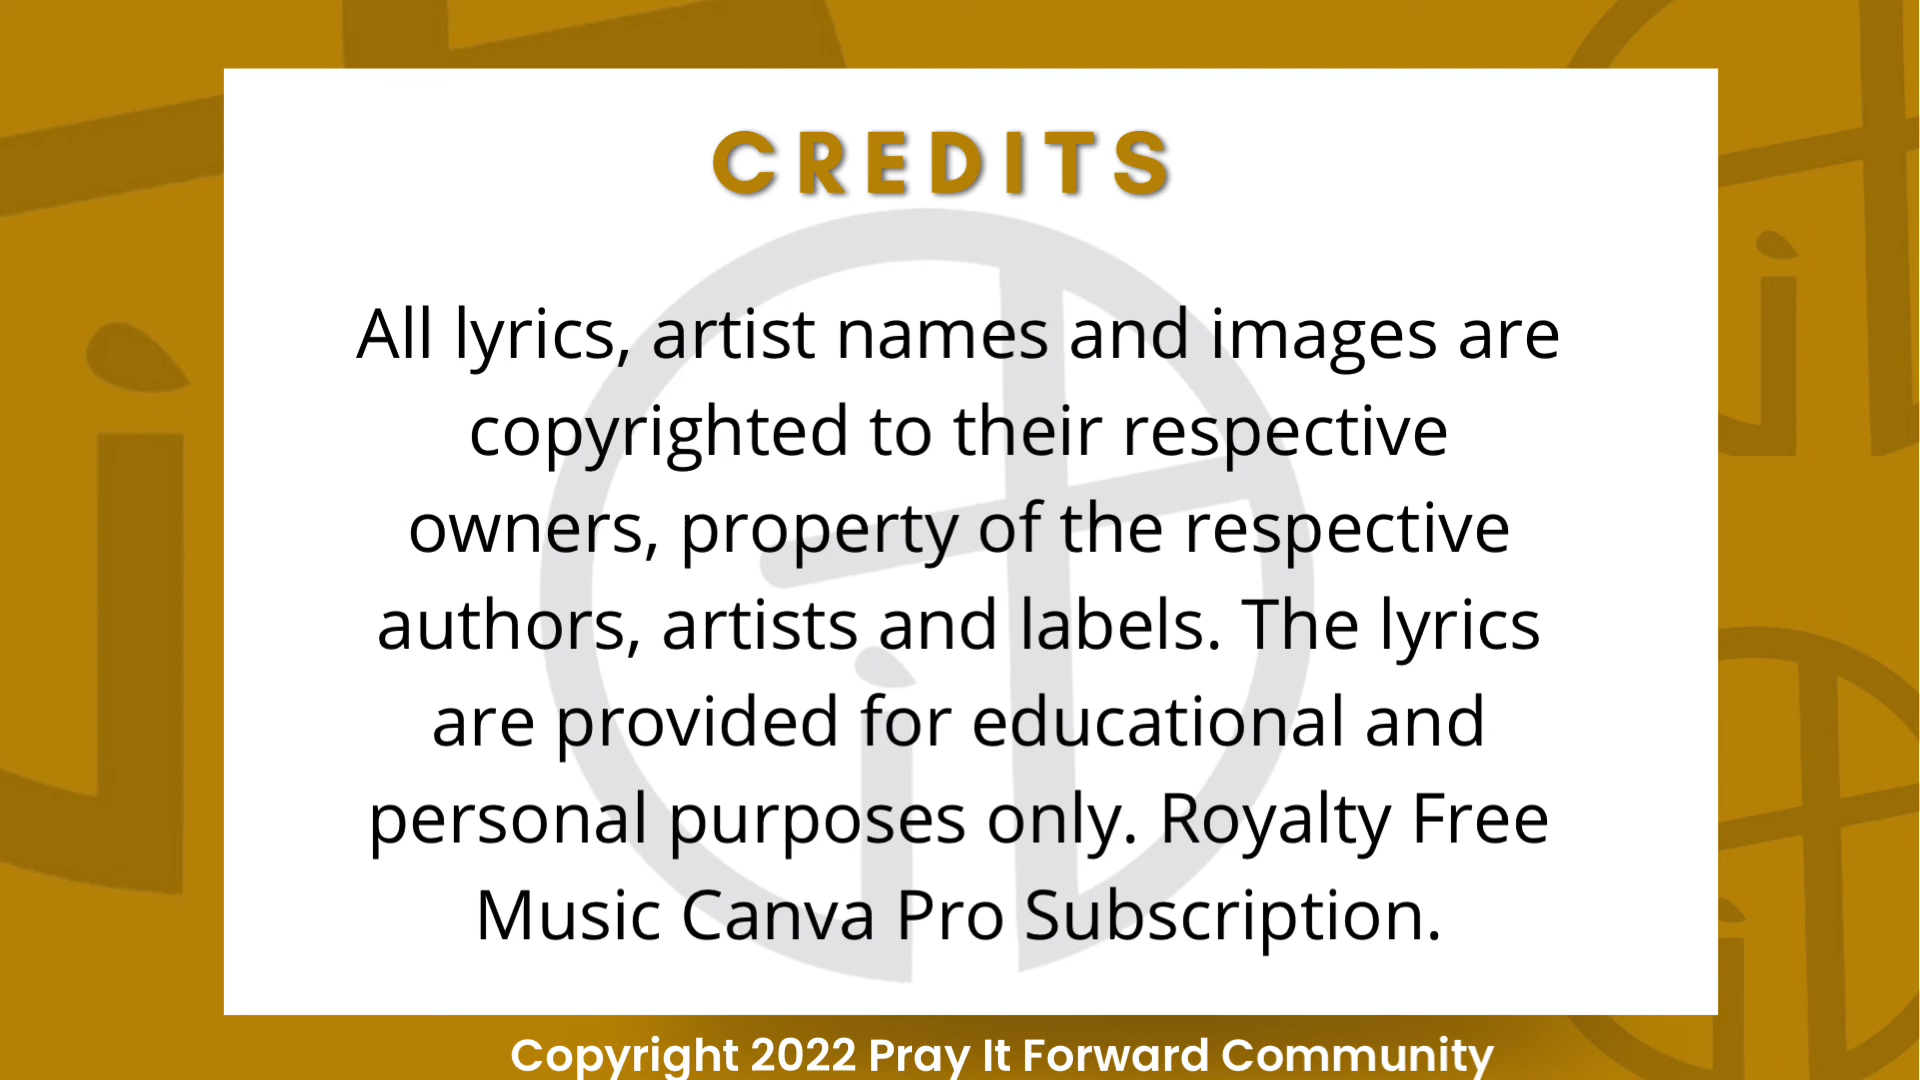 CREDITS
All lyrics, artist names and images are
copyrighted to their respective
owners, property of the respective
authors, artists and labels. The lyrics
are provided for educational and
personal purposes only. Royalty Free
Music Canva Pro Subscription.
Copyright 2022 Pray It Forward Community